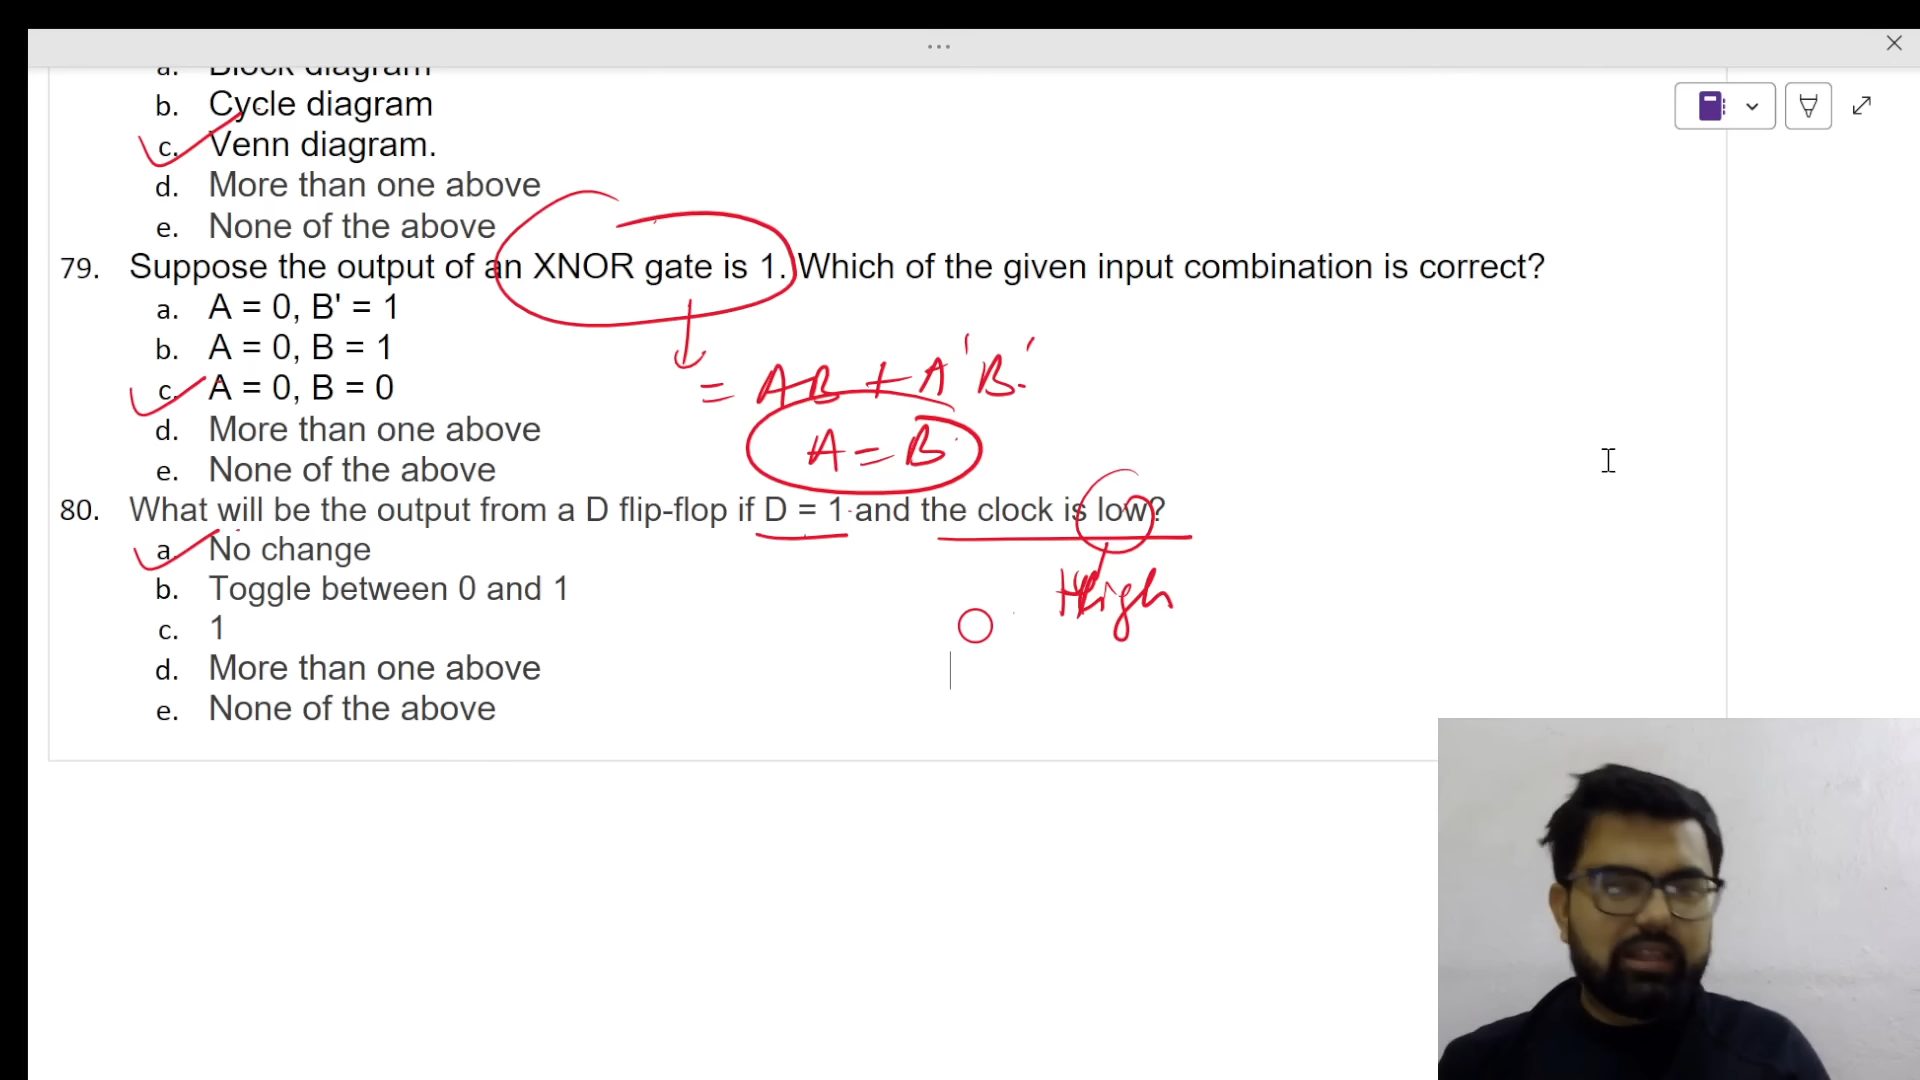 ...
a. Block diagram
b. Cycle diagram
c. Venn diagram.
d. More than one above
e. None of the above
79. Suppose the output of an XNOR gate is 1. Which of the given input combination is correct?
a. A = 0, B' = 1
b. A = 0, B = 1
= AB + A'B'
c. A = 0, B = 0
d. More than one above
A = B
e. None of the above
80. What will be the output from a D flip-flop if D = 1 and the clock is low?
a. No change
b. Toggle between 0 and 1
High
c. 1
d. More than one above
e. None of the above